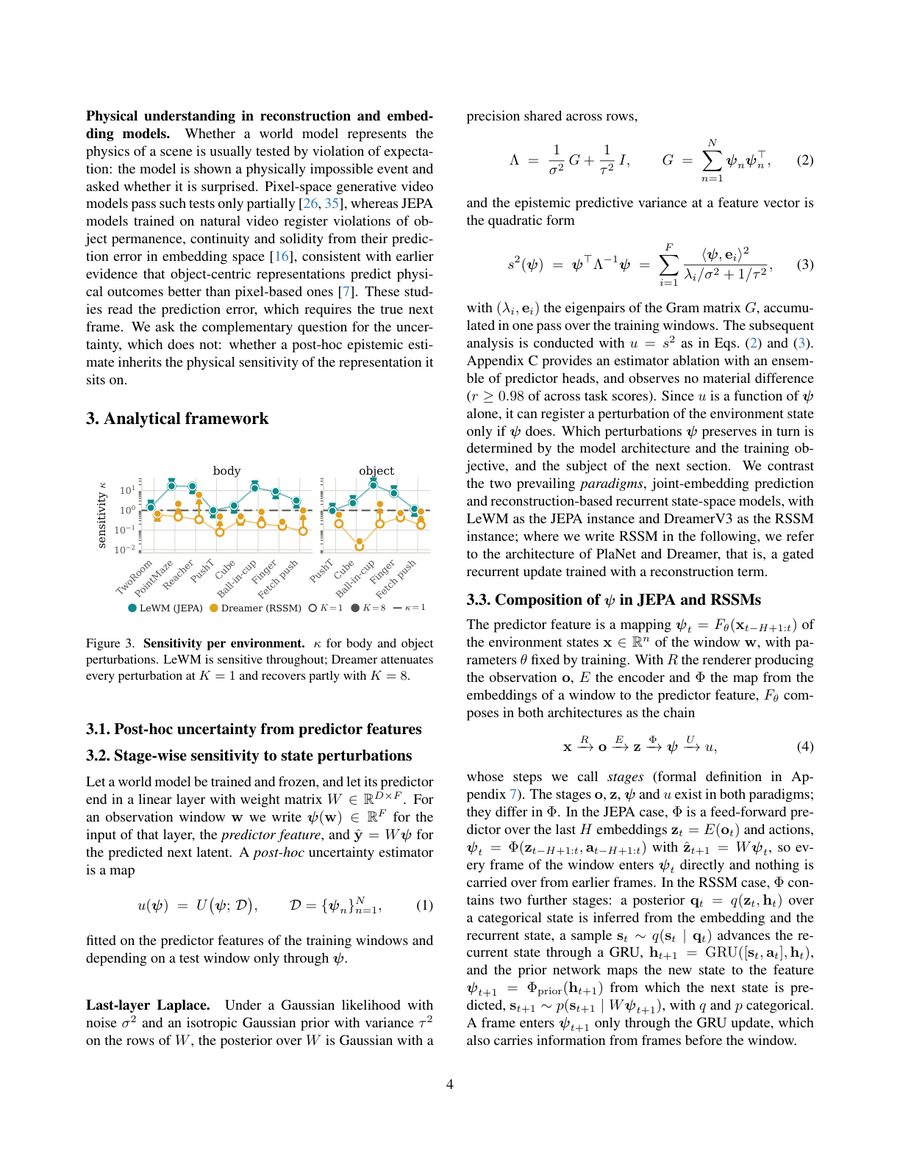 Physical understanding in reconstruction and embed-
ding models. Whether a world model represents the
physics of a scene is usually tested by violation of expecta-
tion: the model is shown a physically impossible event and
asked whether it is surprised. Pixel-space generative video
models pass such tests only partially [26, 35], whereas JEPA
models trained on natural video register violations of ob-
ject permanence, continuity and solidity from their predic-
tion error in embedding space [16], consistent with earlier
evidence that object-centric representations predict physi-
cal outcomes better than pixel-based ones [7]. These stud-
ies read the prediction error, which requires the true next
frame. We ask the complementary question for the uncer-
tainty, which does not: whether a post-hoc epistemic esti-
mate inherits the physical sensitivity of the representation it
sits on.
3. Analytical framework
body
object
sensitivity κ
10¹
10⁰
10⁻¹
10⁻²
TwoRoom
PointMaze
Reacher
PushT
Cube
Ball-in-cup
Finger
Fetch push
PushT
Cube
Ball-in-cup
Finger
Fetch push
LeWM (JEPA) Dreamer (RSSM) K=1 K=8 κ=1
Figure 3. Sensitivity per environment. κ for body and object
perturbations. LeWM is sensitive throughout; Dreamer attenuates
every perturbation at K = 1 and recovers partly with K = 8.
3.1. Post-hoc uncertainty from predictor features
3.2. Stage-wise sensitivity to state perturbations
Let a world model be trained and frozen, and let its predictor
end in a linear layer with weight matrix W ∈ ℝ^{D×F}. For
an observation window w we write ψ(w) ∈ ℝ^F for the
input of that layer, the predictor feature, and ŷ = Wψ for
the predicted next latent. A post-hoc uncertainty estimator
is a map
u(ψ) = U(ψ; 𝒟), 𝒟 = {ψ_n}_{n=1}^N, (1)
fitted on the predictor features of the training windows and
depending on a test window only through ψ.
Last-layer Laplace. Under a Gaussian likelihood with
noise σ² and an isotropic Gaussian prior with variance τ²
on the rows of W, the posterior over W is Gaussian with a
precision shared across rows,
Λ = 1/σ² G + 1/τ² I, G = ∑_{n=1}^N ψ_n ψ_n^⊤, (2)
and the epistemic predictive variance at a feature vector is
the quadratic form
s²(ψ) = ψ^⊤Λ⁻¹ψ = ∑_{i=1}^F ⟨ψ, e_i⟩² / (λ_i/σ² + 1/τ²), (3)
with (λ_i, e_i) the eigenpairs of the Gram matrix G, accumu-
lated in one pass over the training windows. The subsequent
analysis is conducted with u = s² as in Eqs. (2) and (3).
Appendix C provides an estimator ablation with an ensem-
ble of predictor heads, and observes no material difference
(r ≥ 0.98 of across task scores). Since u is a function of ψ
alone, it can register a perturbation of the environment state
only if ψ does. Which perturbations ψ preserves in turn is
determined by the model architecture and the training ob-
jective, and the subject of the next section. We contrast
the two prevailing paradigms, joint-embedding prediction
and reconstruction-based recurrent state-space models, with
LeWM as the JEPA instance and DreamerV3 as the RSSM
instance; where we write RSSM in the following, we refer
to the architecture of PlaNet and Dreamer, that is, a gated
recurrent update trained with a reconstruction term.
3.3. Composition of ψ in JEPA and RSSMs
The predictor feature is a mapping ψ_t = F_θ(x_{t−H+1:t}) of
the environment states x ∈ ℝ^n of the window w, with pa-
rameters θ fixed by training. With R the renderer producing
the observation o, E the encoder and Φ the map from the
embeddings of a window to the predictor feature, F_θ com-
poses in both architectures as the chain
x →^R o →^E z →^Φ ψ →^U u, (4)
whose steps we call stages (formal definition in Ap-
pendix 7). The stages o, z, ψ and u exist in both paradigms;
they differ in Φ. In the JEPA case, Φ is a feed-forward pre-
dictor over the last H embeddings z_t = E(o_t) and actions,
ψ_t = Φ(z_{t−H+1:t}, a_{t−H+1:t}) with ẑ_{t+1} = Wψ_t, so ev-
ery frame of the window enters ψ_t directly and nothing is
carried over from earlier frames. In the RSSM case, Φ con-
tains two further stages: a posterior q_t = q(z_t, h_t) over
a categorical state is inferred from the embedding and the
recurrent state, a sample s_t ∼ q(s_t | q_t) advances the re-
current state through a GRU, h_{t+1} = GRU([s_t, a_t], h_t),
and the prior network maps the new state to the feature
ψ_{t+1} = Φ_prior(h_{t+1}) from which the next state is pre-
dicted, s_{t+1} ∼ p(s_{t+1} | Wψ_{t+1}), with q and p categorical.
A frame enters ψ_{t+1} only through the GRU update, which
also carries information from frames before the window.
4